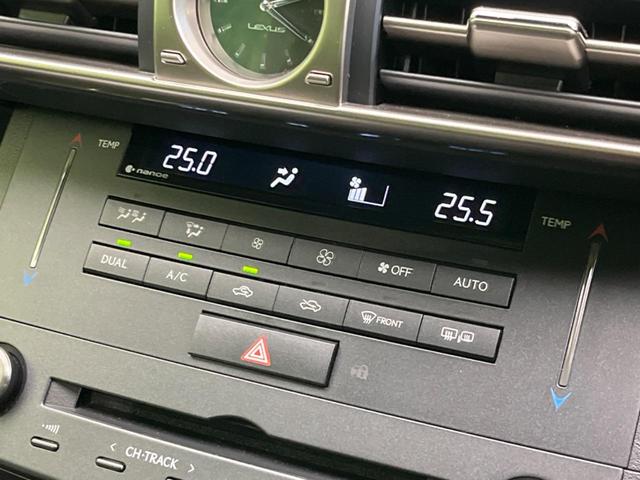 LEXUS
TEMP
25.0
nanoe
25.5
TEMP
OFF
AUTO
DUAL
A/C
FRONT
< CH·TRACK >